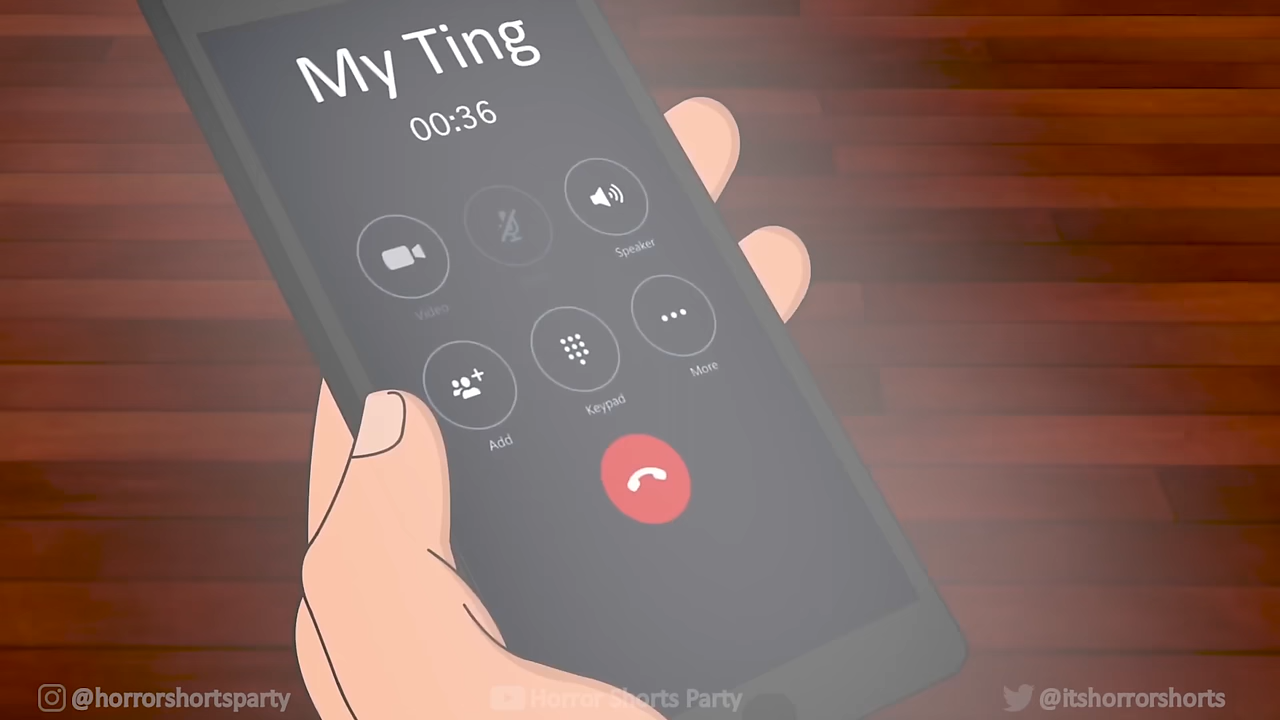 My Ting
00:36
Speaker
Video
More
Keypad
Add
@horrorshortsparty
Horror Shorts Party
@itshorrorshorts